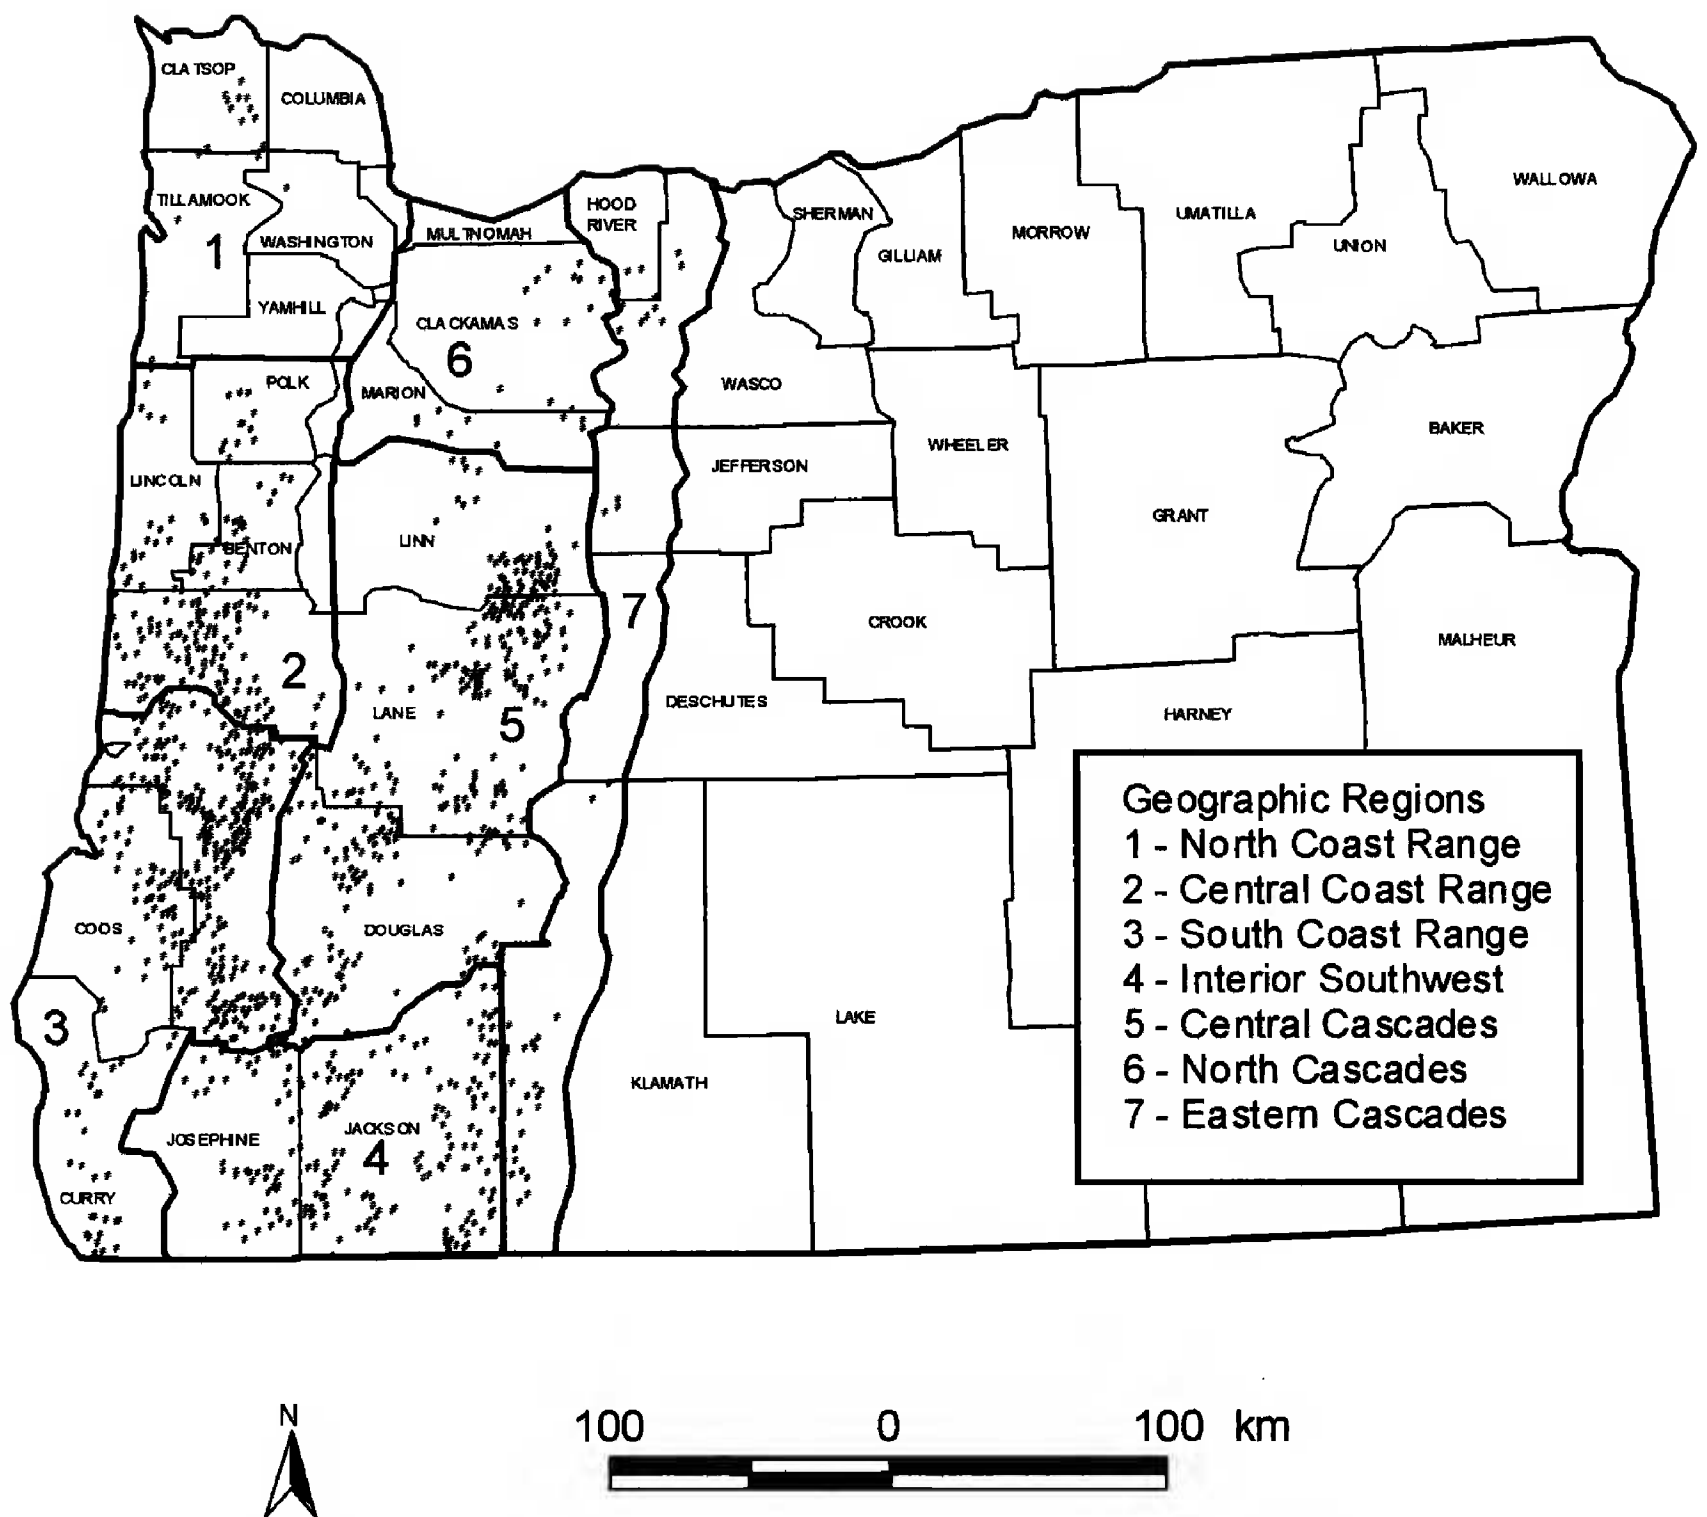 CLATSOP
COLUMBIA
TILLAMOOK
1
WASHINGTON
YAMHILL
MULTNOMAH
HOOD
RIVER
CLACKAMAS
6
SHERMAN
GILLIAM
MORROW
UMATILLA
UNION
WALLOWA
POLK
MARION
WASCO
WHEELER
BAKER
LINCOLN
BENTON
LINN
JEFFERSON
GRANT
7
CROOK
MALHEUR
2
LANE
5
DESCHUTES
HARNEY
COOS
DOUGLAS
3
LAKE
KLAMATH
JOSEPHINE
JACKSON
4
CURRY
Geographic Regions
1 - North Coast Range
2 - Central Coast Range
3 - South Coast Range
4 - Interior Southwest
5 - Central Cascades
6 - North Cascades
7 - Eastern Cascades
N
100 0 100 km